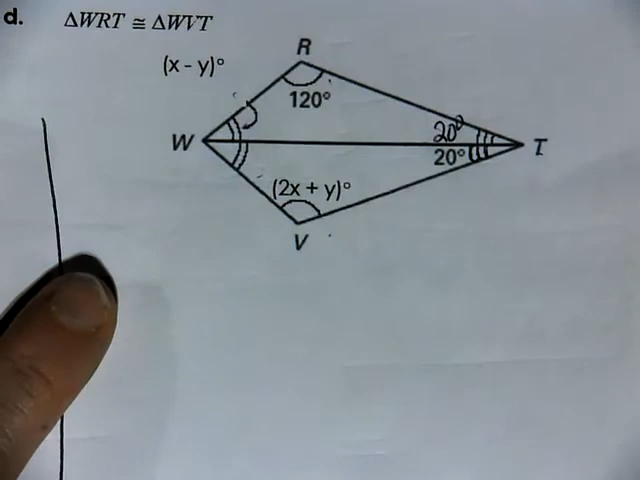 d. ΔWRT ≅ ΔWVT
(x - y)°
R
120°
20°
W
T
20°
(2x + y)°
V